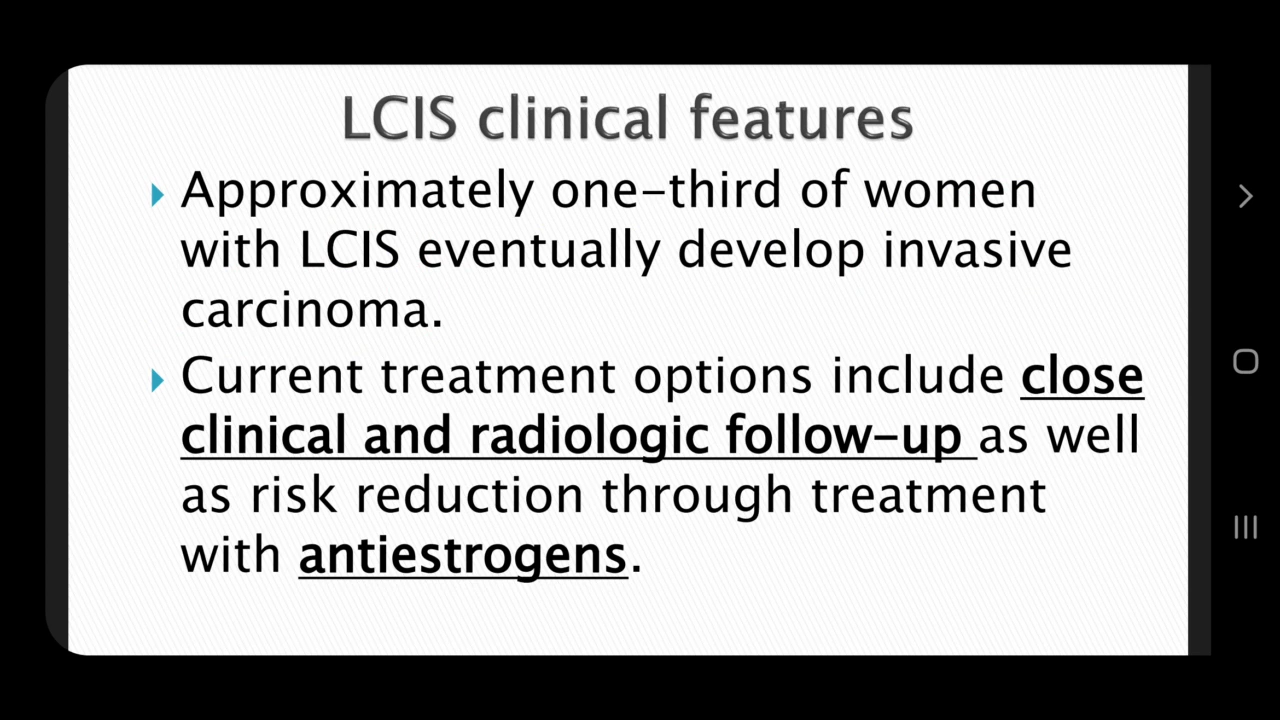 LCIS clinical features
Approximately one-third of women
with LCIS eventually develop invasive
carcinoma.
Current treatment options include close
clinical and radiologic follow-up as well
as risk reduction through treatment
with antiestrogens.